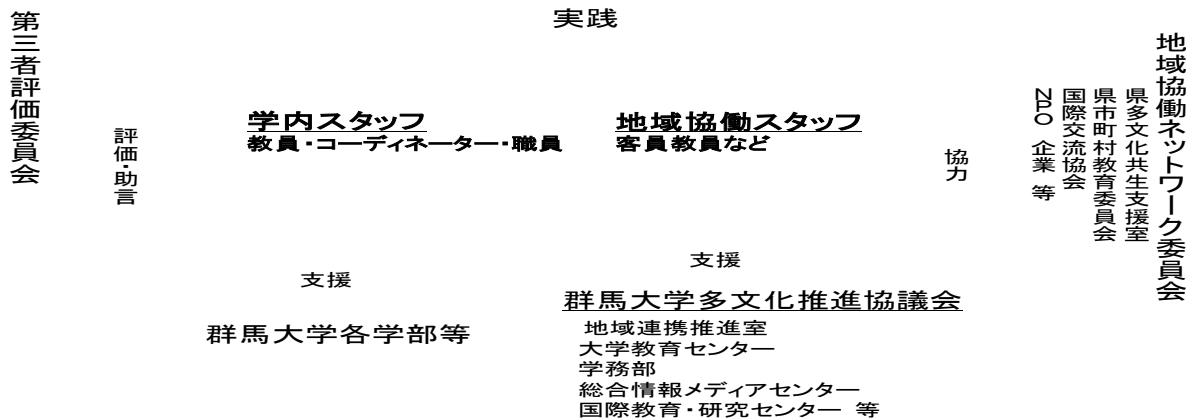 実践
第三者評価委員会
評価・助言
学内スタッフ
教員・コーディネーター・職員
地域協働スタッフ
客員教員など
協力
地域協働ネットワーク委員会
県多文化共生支援室
県市町村教育委員会
国際交流協会
NPO 企業 等
支援
群馬大学各学部等
支援
群馬大学多文化推進協議会
地域連携推進室
大学教育センター
学務部
総合情報メディアセンター
国際教育・研究センター 等